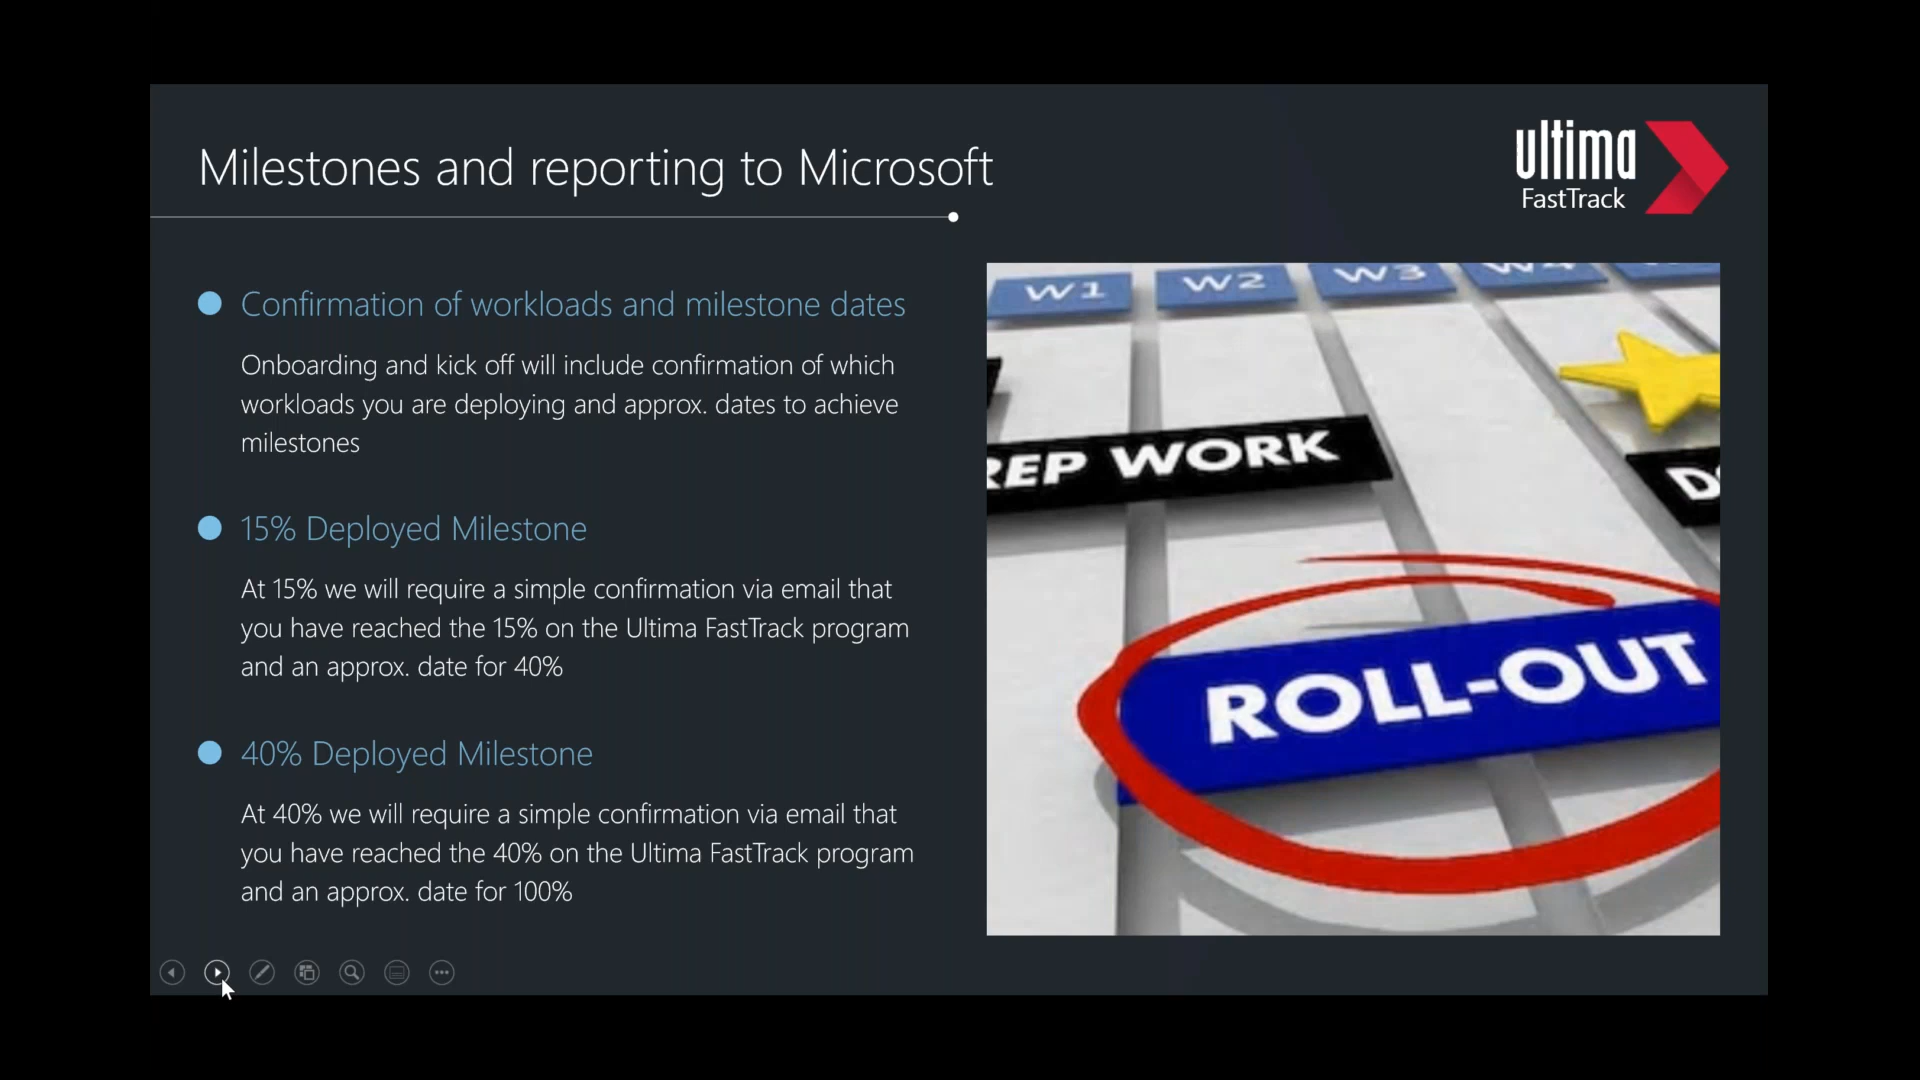 Milestones and reporting to Microsoft
ultima
FastTrack
Confirmation of workloads and milestone dates
Onboarding and kick off will include confirmation of which
workloads you are deploying and approx. dates to achieve
milestones
15% Deployed Milestone
At 15% we will require a simple confirmation via email that
you have reached the 15% on the Ultima FastTrack program
and an approx. date for 40%
40% Deployed Milestone
At 40% we will require a simple confirmation via email that
you have reached the 40% on the Ultima FastTrack program
and an approx. date for 100%
W1 W2 W3 W4
REP WORK
ROLL-OUT